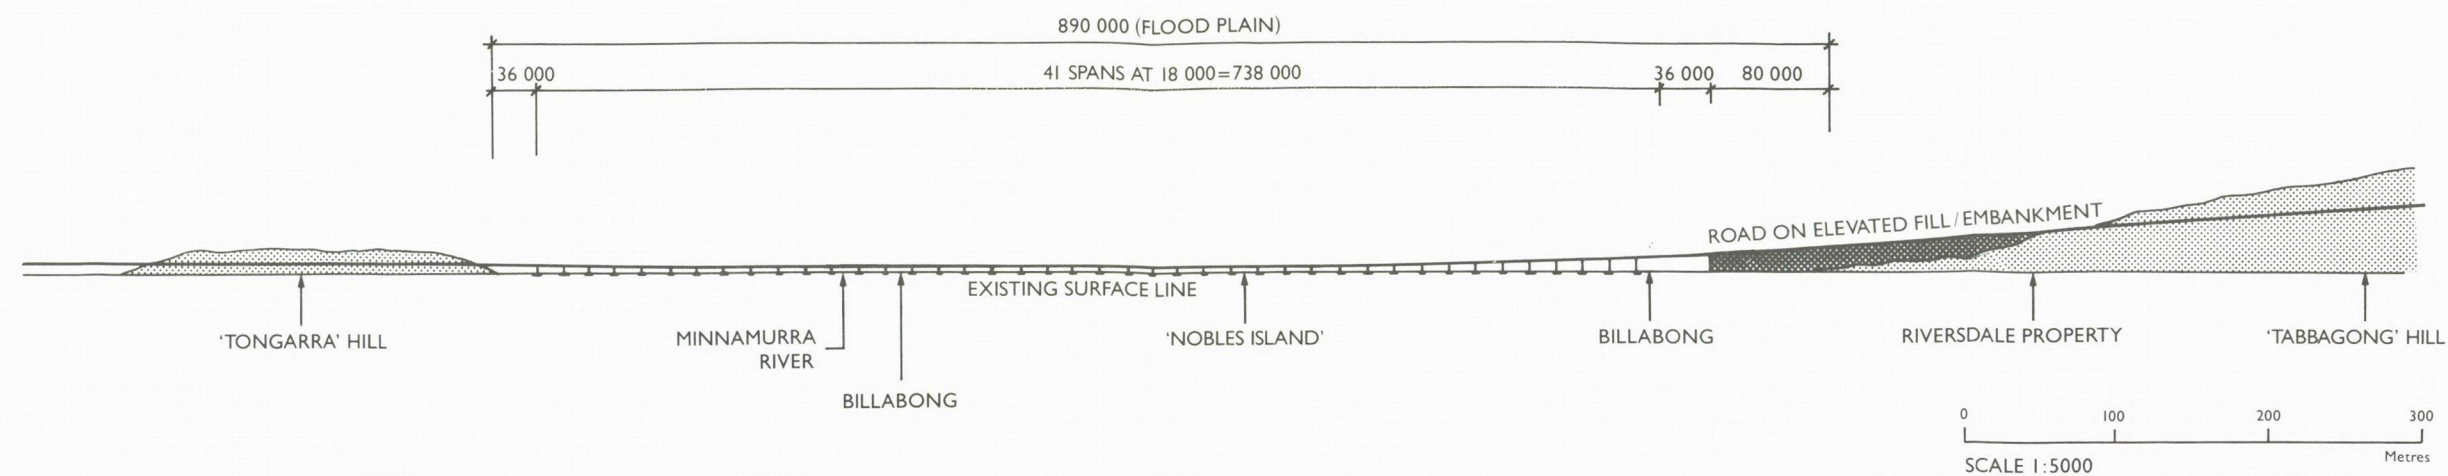 890 000 (FLOOD PLAIN)
36 000
41 SPANS AT 18 000=738 000
36 000
80 000
ROAD ON ELEVATED FILL/EMBANKMENT
EXISTING SURFACE LINE
'TONGARRA' HILL
MINNAMURRA
RIVER
BILLABONG
'NOBLES ISLAND'
BILLABONG
RIVERSDALE PROPERTY
'TABBAGONG' HILL
0 100 200 300
Metres
SCALE 1:5000